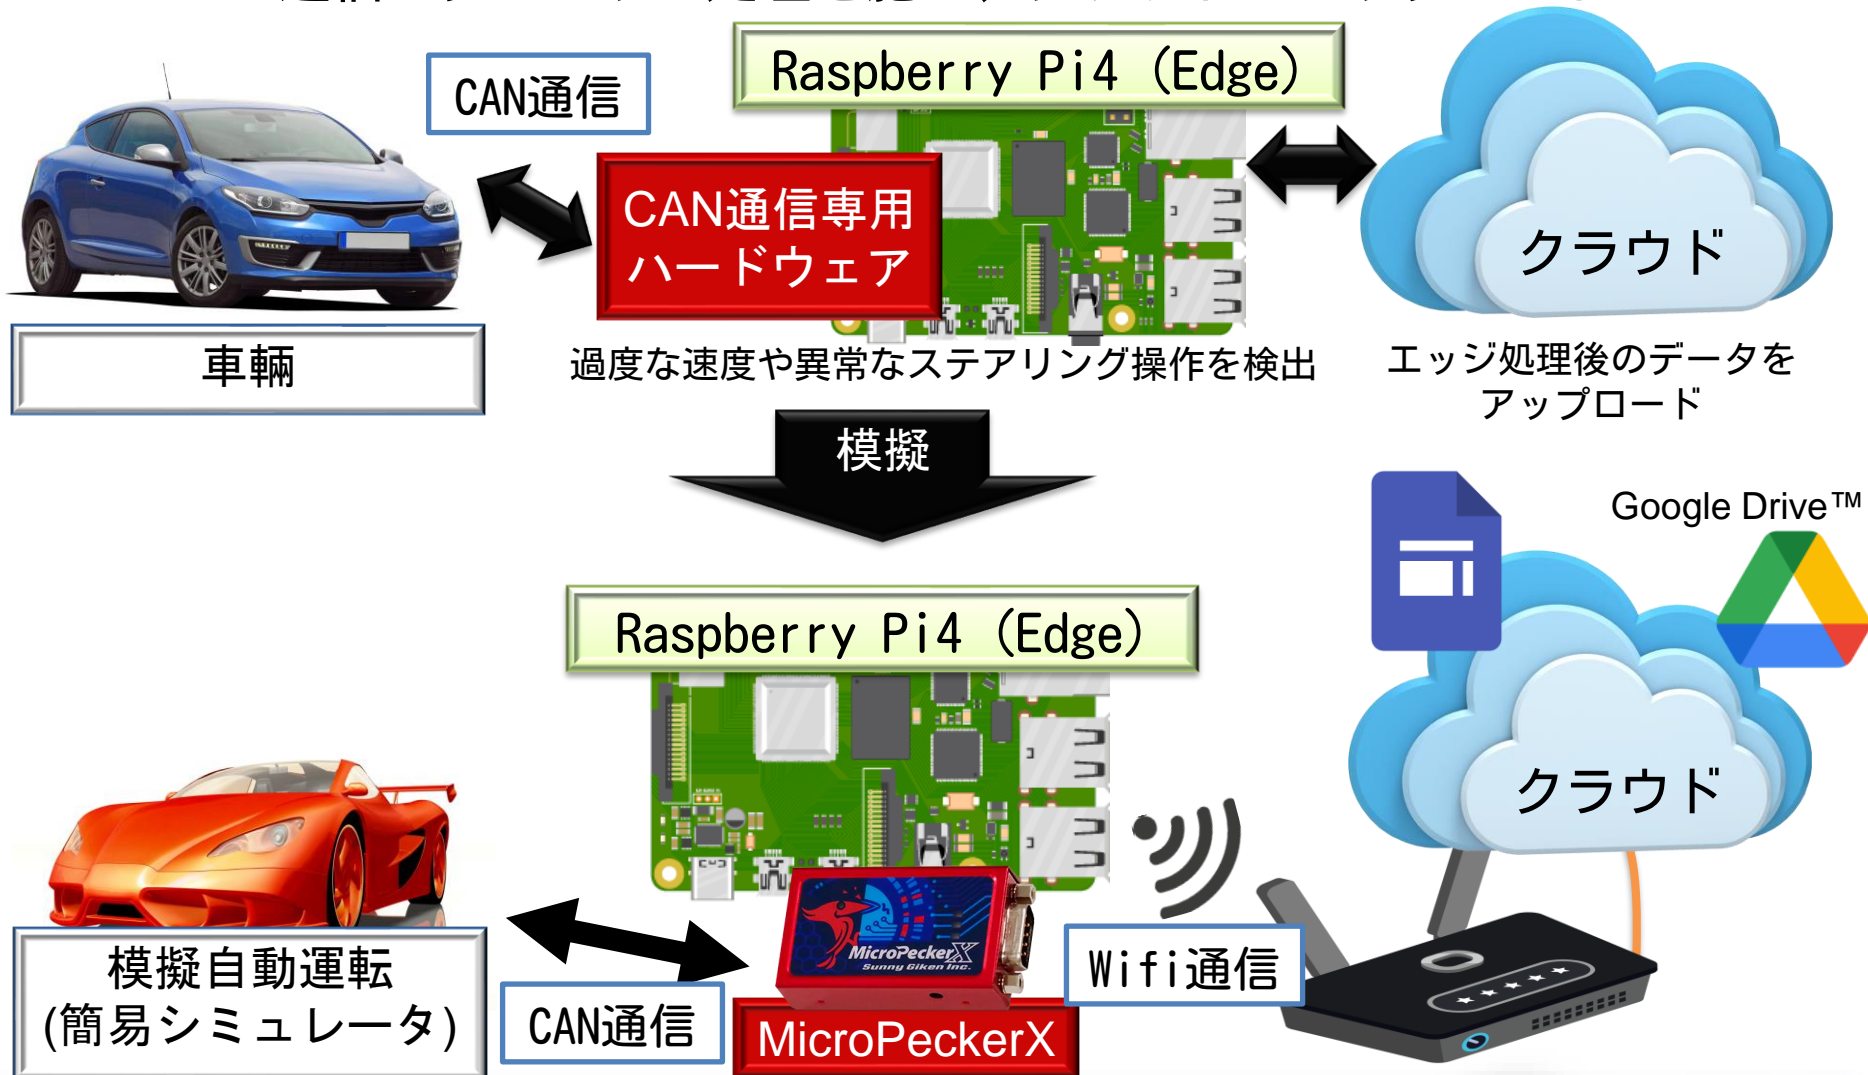 CAN通信
Raspberry Pi4 (Edge)
CAN通信専用
ハードウェア
クラウド
車輌
過度な速度や異常なステアリング操作を検出
エッジ処理後のデータを
アップロード
模擬
Google Drive™
Raspberry Pi4 (Edge)
クラウド
MicroPeckerX
Sunny Giken Inc.
模擬自動運転
(簡易シミュレータ)
CAN通信
MicroPeckerX
Wifi通信